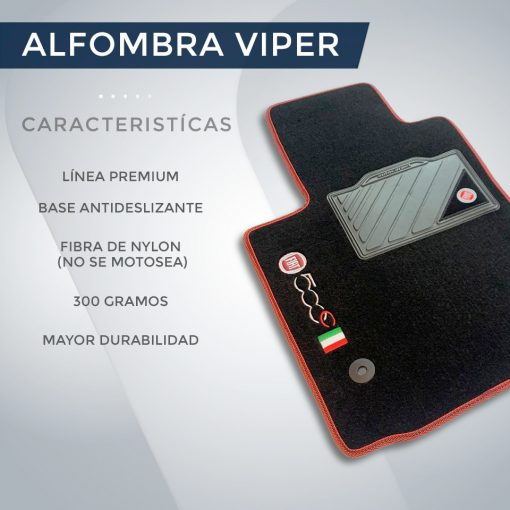 ALFOMBRA VIPER
CARACTERISTÍCAS
LÍNEA PREMIUM
BASE ANTIDESLIZANTE
FIBRA DE NYLON
(NO SE MOTOSEA)
300 GRAMOS
MAYOR DURABILIDAD
FIAT
500